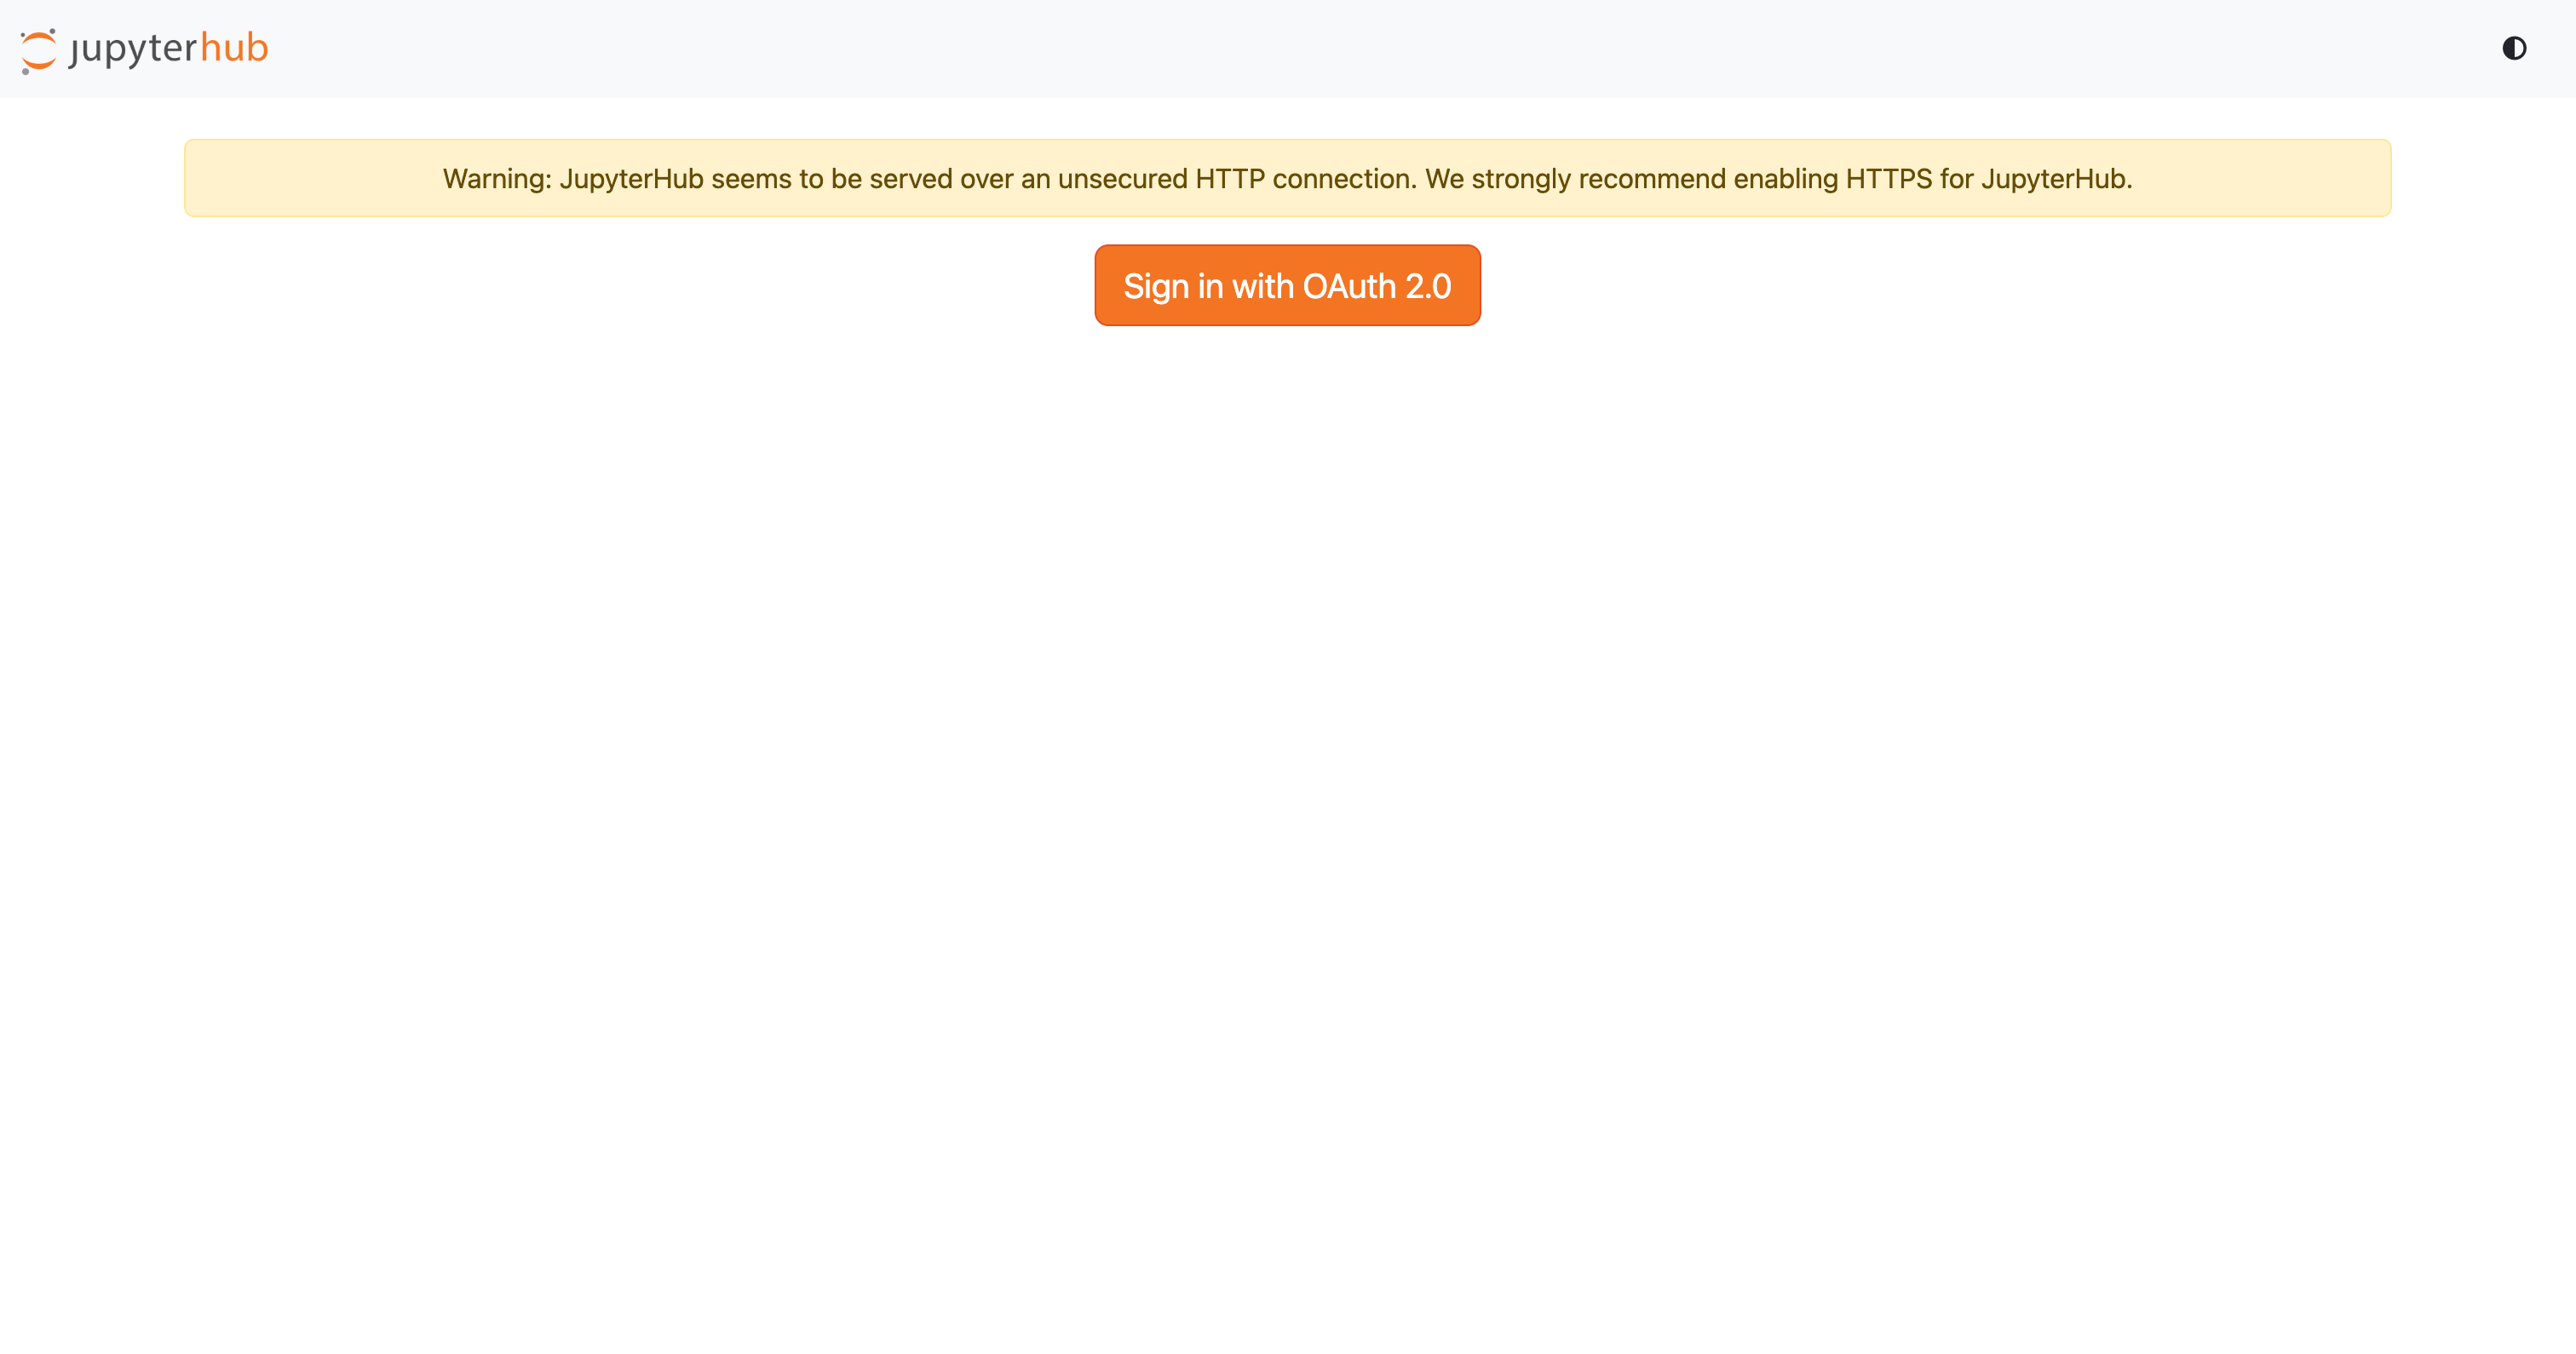 jupyterhub
Warning: JupyterHub seems to be served over an unsecured HTTP connection. We strongly recommend enabling HTTPS for JupyterHub.
Sign in with OAuth 2.0